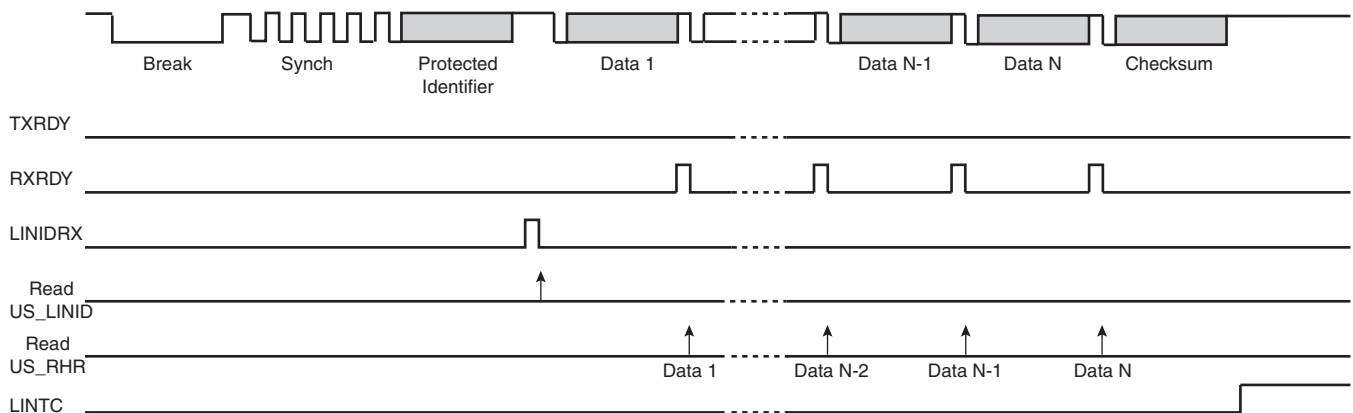 Break Synch Protected Identifier Data 1 Data N-1 Data N Checksum
TXRDY
RXRDY
LINIDRX
Read
US_LINID
Read
US_RHR
Data 1 Data N-2 Data N-1 Data N
LINTC